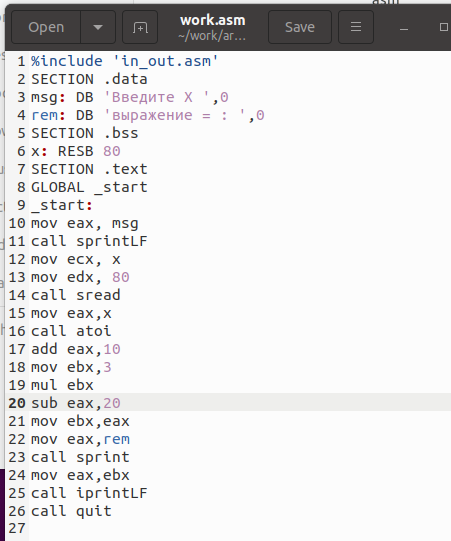 asm
Open
work.asm
~/work/ar...
Save
1 %include 'in_out.asm'
2 SECTION .data
3 msg: DB 'Введите X ',0
4 rem: DB 'выражение = : ',0
5 SECTION .bss
6 x: RESB 80
7 SECTION .text
8 GLOBAL _start
9 _start:
10 mov eax, msg
11 call sprintLF
12 mov ecx, x
13 mov edx, 80
14 call sread
15 mov eax,x
16 call atoi
17 add eax,10
18 mov ebx,3
19 mul ebx
20 sub eax,20
21 mov ebx,eax
22 mov eax,rem
23 call sprint
24 mov eax,ebx
25 call iprintLF
26 call quit
27